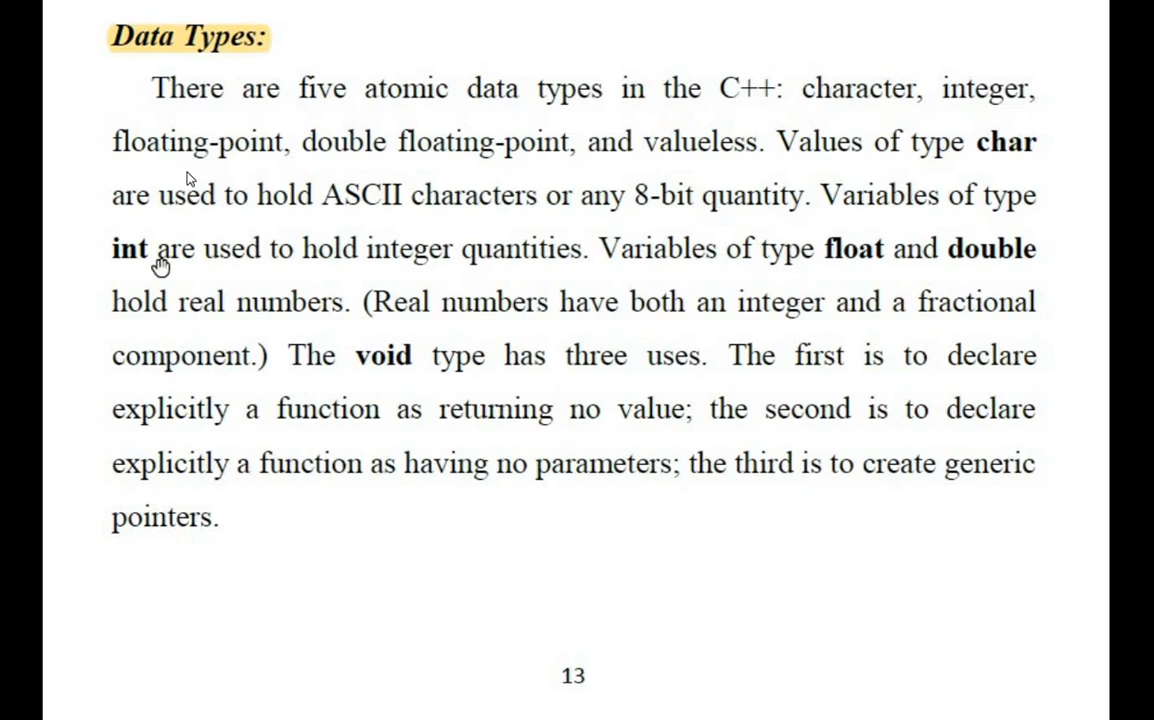 Data Types:
There are five atomic data types in the C++: character, integer,
floating-point, double floating-point, and valueless. Values of type char
are used to hold ASCII characters or any 8-bit quantity. Variables of type
int are used to hold integer quantities. Variables of type float and double
hold real numbers. (Real numbers have both an integer and a fractional
component.) The void type has three uses. The first is to declare
explicitly a function as returning no value; the second is to declare
explicitly a function as having no parameters; the third is to create generic
pointers.
13